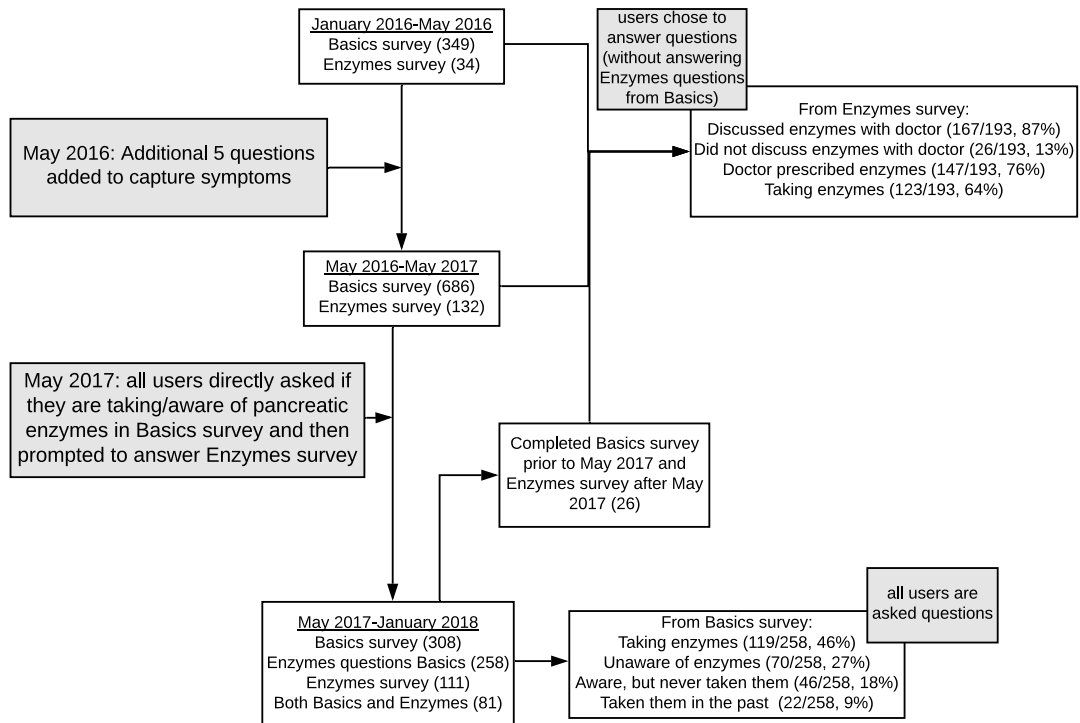 January 2016-May 2016
Basics survey (349)
Enzymes survey (34)
users chose to
answer questions
(without answering
Enzymes questions
from Basics)
From Enzymes survey:
Discussed enzymes with doctor (167/193, 87%)
Did not discuss enzymes with doctor (26/193, 13%)
Doctor prescribed enzymes (147/193, 76%)
Taking enzymes (123/193, 64%)
May 2016: Additional 5 questions
added to capture symptoms
May 2016-May 2017
Basics survey (686)
Enzymes survey (132)
May 2017: all users directly asked if
they are taking/aware of pancreatic
enzymes in Basics survey and then
prompted to answer Enzymes survey
Completed Basics survey
prior to May 2017 and
Enzymes survey after May
2017 (26)
May 2017-January 2018
Basics survey (308)
Enzymes questions Basics (258)
Enzymes survey (111)
Both Basics and Enzymes (81)
all users are
asked questions
From Basics survey:
Taking enzymes (119/258, 46%)
Unaware of enzymes (70/258, 27%)
Aware, but never taken them (46/258, 18%)
Taken them in the past (22/258, 9%)